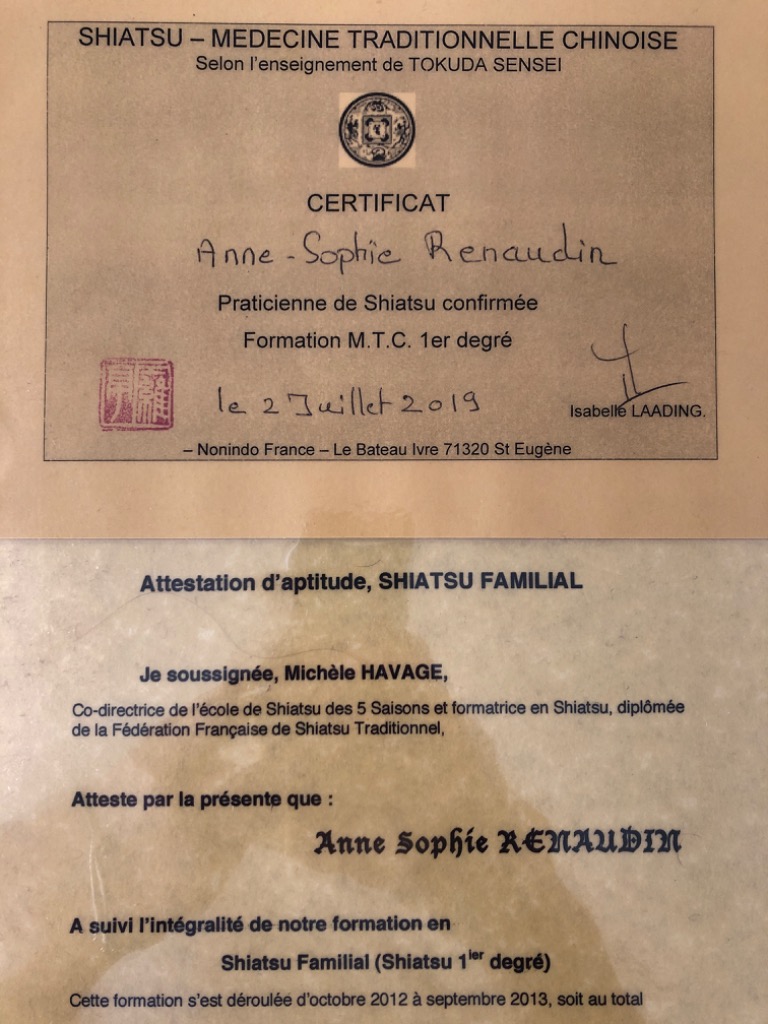 SHIATSU – MEDECINE TRADITIONNELLE CHINOISE
Selon l'enseignement de TOKUDA SENSEI
CERTIFICAT
Anne-Sophie Renaudin
Praticienne de Shiatsu confirmée
Formation M.T.C. 1er degré
le 2 Juillet 2019
Isabelle LAADING.
– Nonindo France – Le Bateau Ivre 71320 St Eugène
Attestation d'aptitude, SHIATSU FAMILIAL
Je soussignée, Michèle HAVAGE,
Co-directrice de l'école de Shiatsu des 5 Saisons et formatrice en Shiatsu, diplômée
de la Fédération Française de Shiatsu Traditionnel,
Atteste par la présente que :
Anne Sophie RENAUDIN
A suivi l'intégralité de notre formation en
Shiatsu Familial (Shiatsu 1ier degré)
Cette formation s'est déroulée d'octobre 2012 à septembre 2013, soit au total